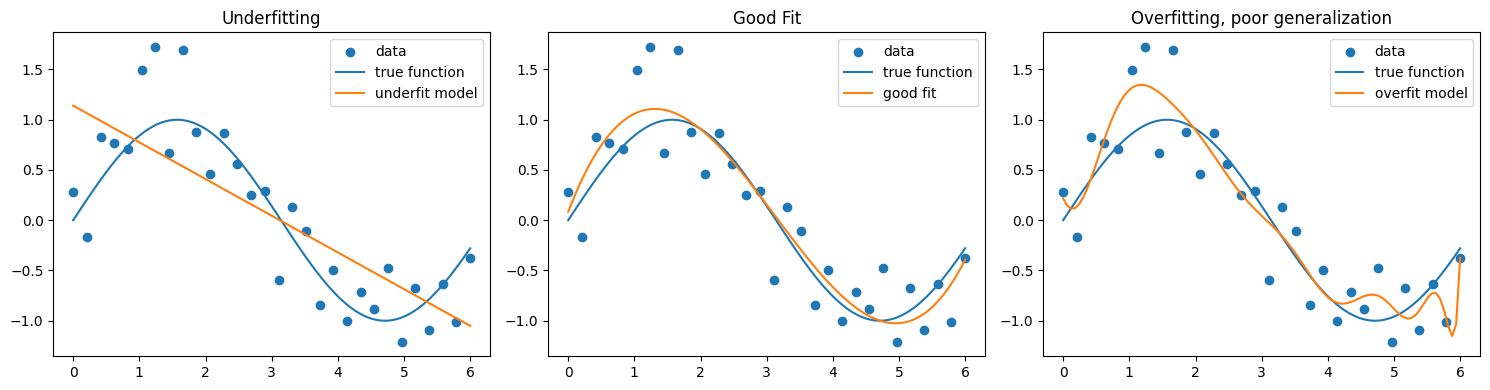 Underfitting
data
true function
underfit model
1.5
1.0
0.5
0.0
−0.5
−1.0
0 1 2 3 4 5 6
Good Fit
data
true function
good fit
1.5
1.0
0.5
0.0
−0.5
−1.0
0 1 2 3 4 5 6
Overfitting, poor generalization
data
true function
overfit model
1.5
1.0
0.5
0.0
−0.5
−1.0
0 1 2 3 4 5 6